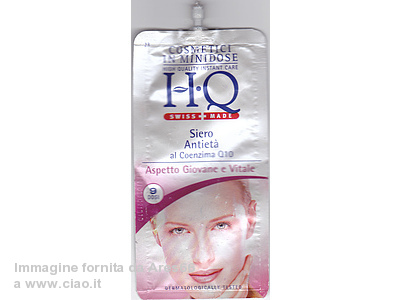 COSMETICI
IN MINIDOSE
HIGH QUALITY INSTANT CARE
H·Q
SWISS MADE
Siero
Antietà
al Coenzima Q10
Aspetto Giovane e Vitale
9
Immagine fornita da
a www.ciao.it
DERMATOLOGICALLY TESTED